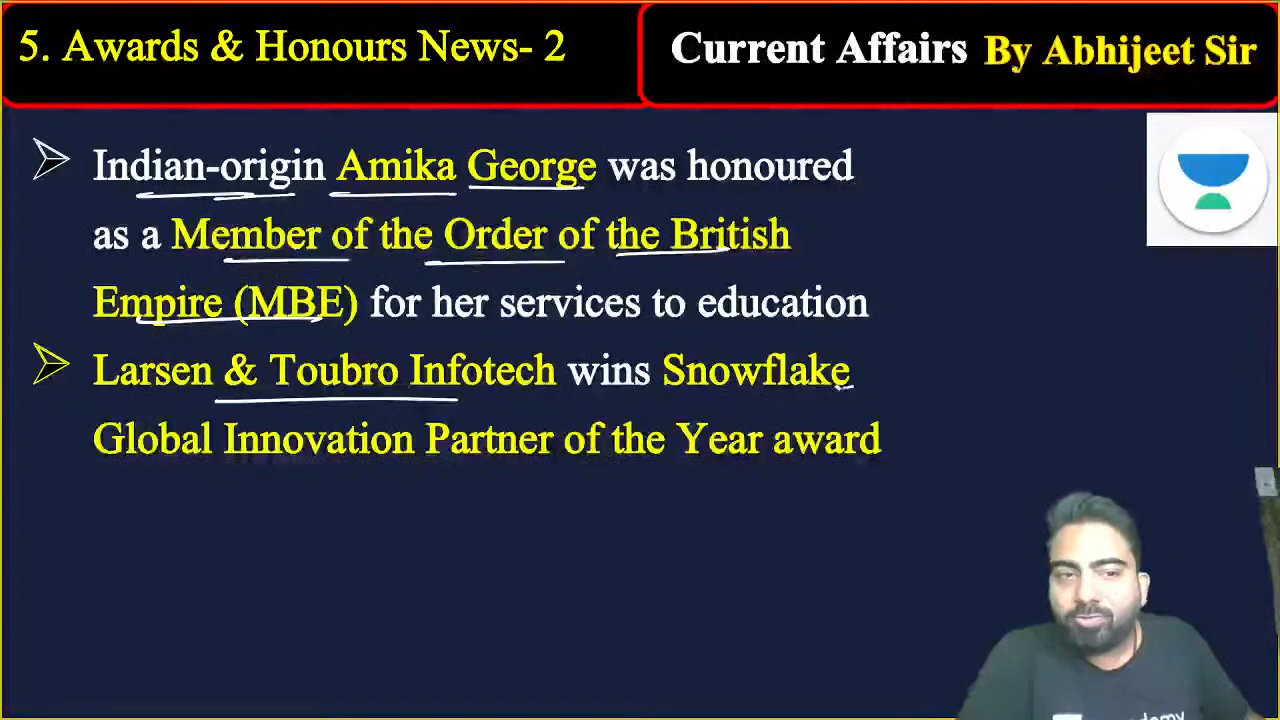 5. Awards & Honours News- 2
Current Affairs By Abhijeet Sir
Indian-origin Amika George was honoured
as a Member of the Order of the British
Empire (MBE) for her services to education
Larsen & Toubro Infotech wins Snowflake
Global Innovation Partner of the Year award